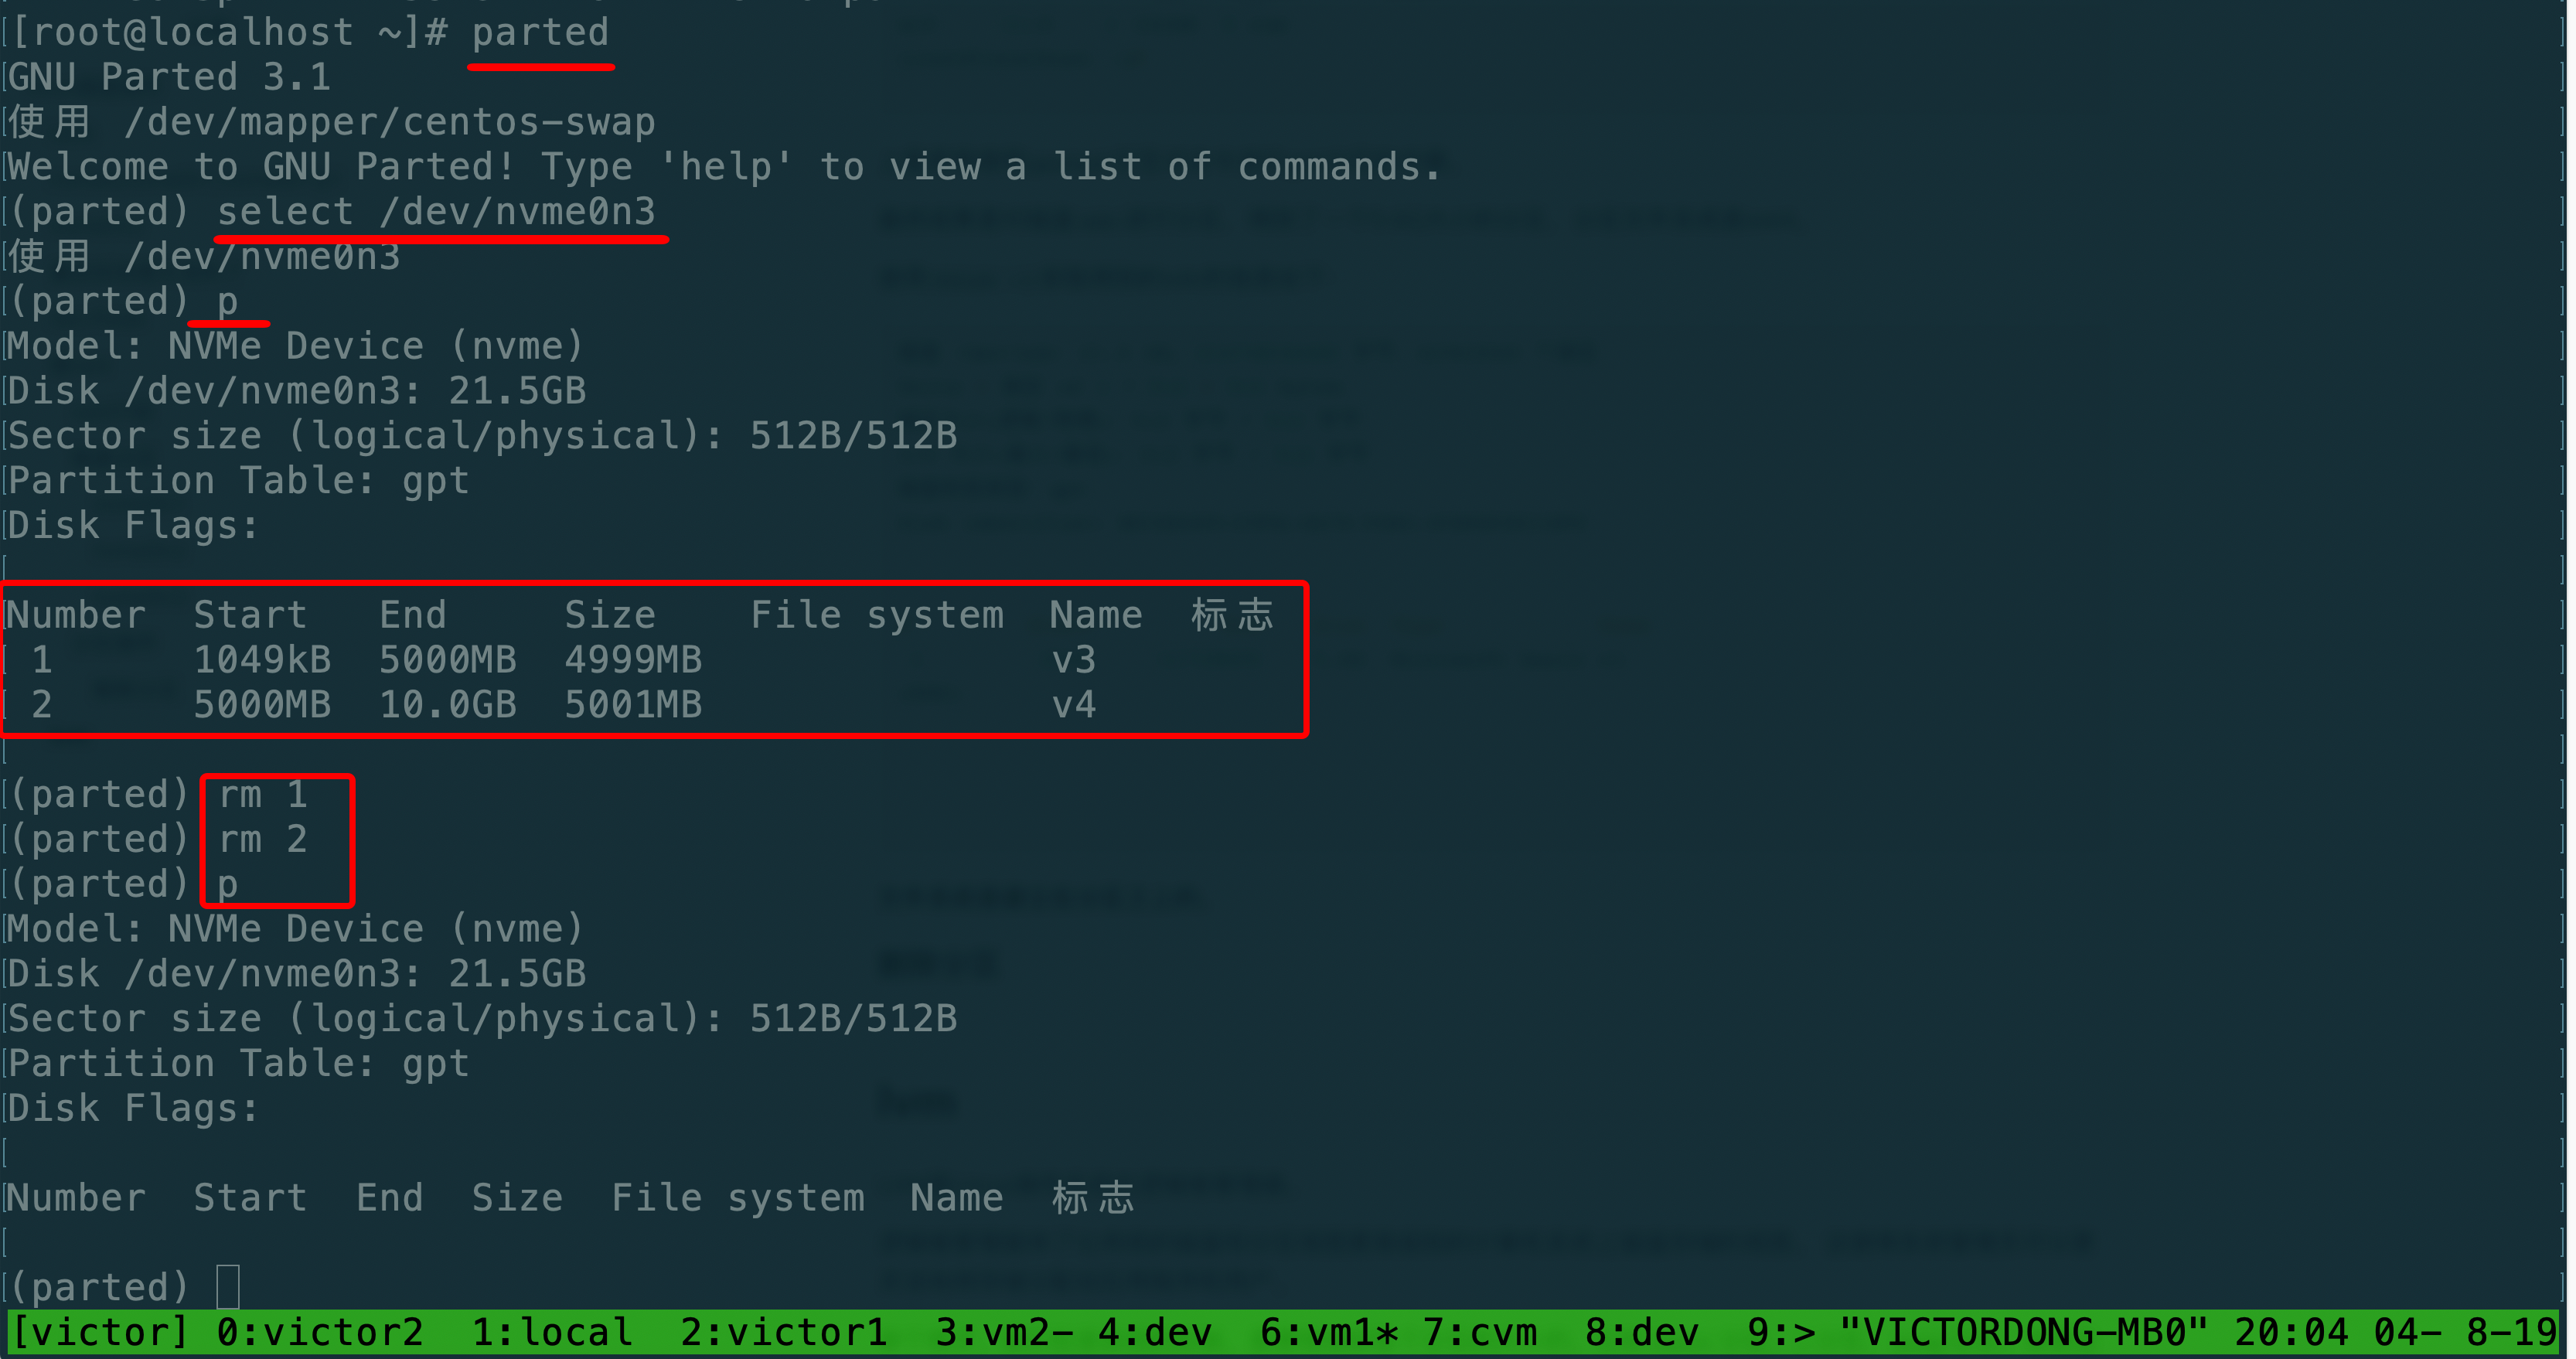 [root@localhost ~]# parted
GNU Parted 3.1
使用 /dev/mapper/centos-swap
Welcome to GNU Parted! Type 'help' to view a list of commands.
(parted) select /dev/nvme0n3
使用 /dev/nvme0n3
(parted) p
Model: NVMe Device (nvme)
Disk /dev/nvme0n3: 21.5GB
Sector size (logical/physical): 512B/512B
Partition Table: gpt
Disk Flags:
Number Start End Size File system Name 标志
1 1049kB 5000MB 4999MB v3
2 5000MB 10.0GB 5001MB v4
(parted) rm 1
(parted) rm 2
(parted) p
Model: NVMe Device (nvme)
Disk /dev/nvme0n3: 21.5GB
Sector size (logical/physical): 512B/512B
Partition Table: gpt
Disk Flags:
Number Start End Size File system Name 标志
(parted)
[victor] 0:victor2 1:local 2:victor1 3:vm2- 4:dev 6:vm1* 7:cvm 8:dev 9:> "VICTORDONG-MB0" 20:04 04- 8-19